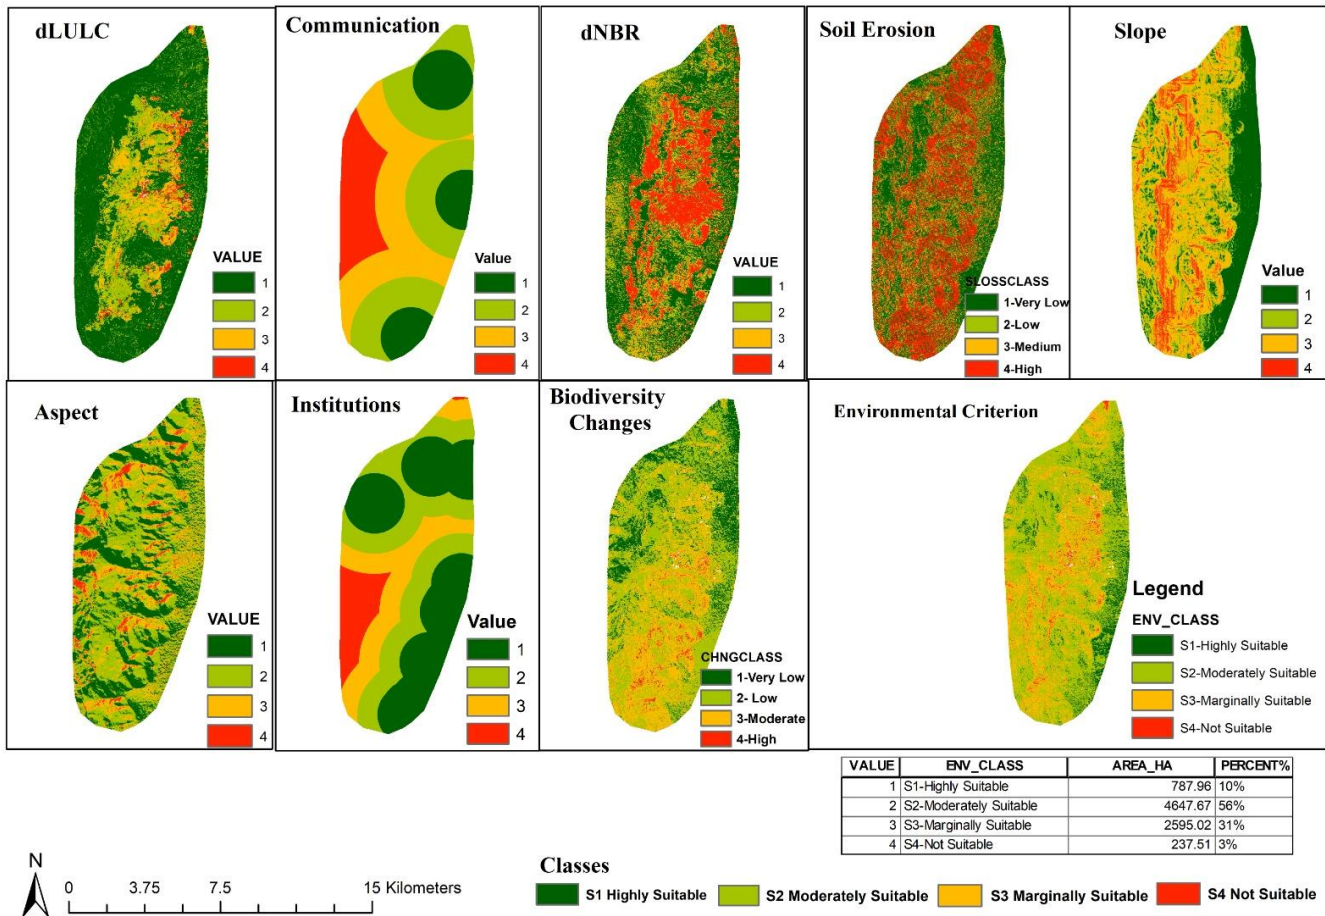 dLULC
VALUE
1
2
3
4
Communication
Value
1
2
3
4
dNBR
VALUE
1
2
3
4
Soil Erosion
SLOSSCLASS
1-Very Low
2-Low
3-Medium
4-High
Slope
Value
1
2
3
4
Aspect
VALUE
1
2
3
4
Institutions
Value
1
2
3
4
Biodiversity
Changes
CHNGCLASS
1-Very Low
2- Low
3-Moderate
4-High
Environmental Criterion
Legend
ENV_CLASS
S1-Highly Suitable
S2-Moderately Suitable
S3-Marginally Suitable
S4-Not Suitable
VALUE ENV_CLASS AREA_HA PERCENT%
1 S1-Highly Suitable 787.96 10%
2 S2-Moderately Suitable 4647.67 56%
3 S3-Marginally Suitable 2595.02 31%
4 S4-Not Suitable 237.51 3%
N
0 3.75 7.5 15 Kilometers
Classes
S1 Highly Suitable S2 Moderately Suitable S3 Marginally Suitable S4 Not Suitable